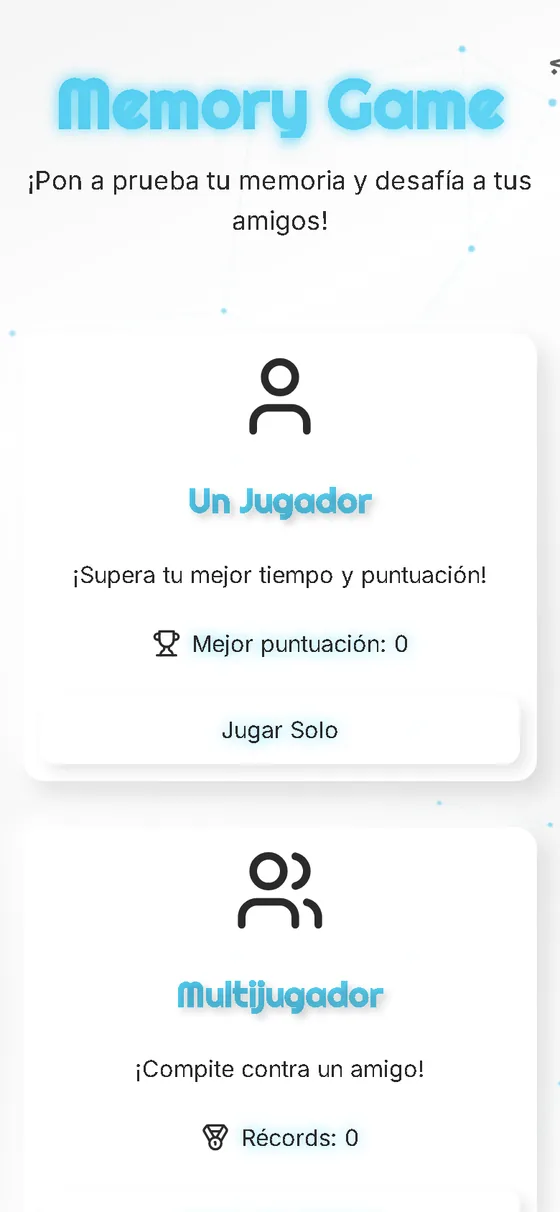 Memory Game
¡Pon a prueba tu memoria y desafía a tus
amigos!
Un Jugador
¡Supera tu mejor tiempo y puntuación!
Mejor puntuación: 0
Jugar Solo
Multijugador
¡Compite contra un amigo!
Récords: 0